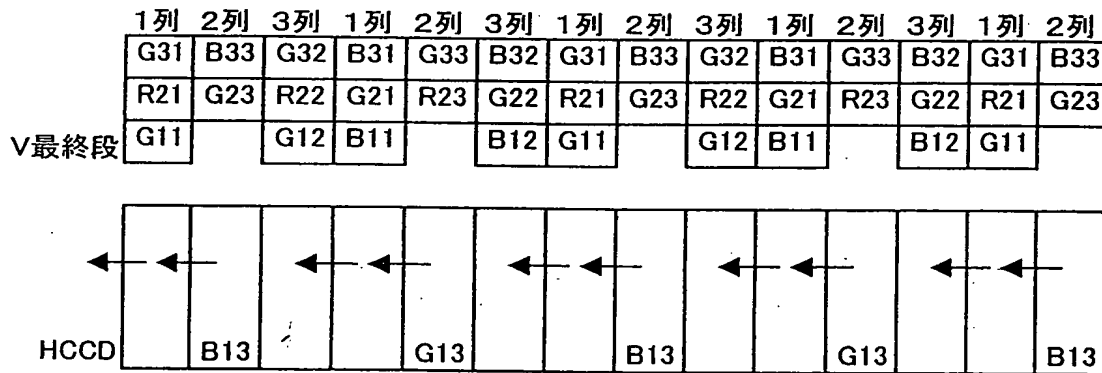 1列 2列 3列 1列 2列 3列 1列 2列 3列 1列 2列 3列 1列 2列
G31 B33 G32 B31 G33 B32 G31 B33 G32 B31 G33 B32 G31 B33
R21 G23 R22 G21 R23 G22 R21 G23 R22 G21 R23 G22 R21 G23
V最終段 G11 G12 B11 B12 G11 G12 B11 B12 G11
HCCD B13 G13 B13 G13 B13